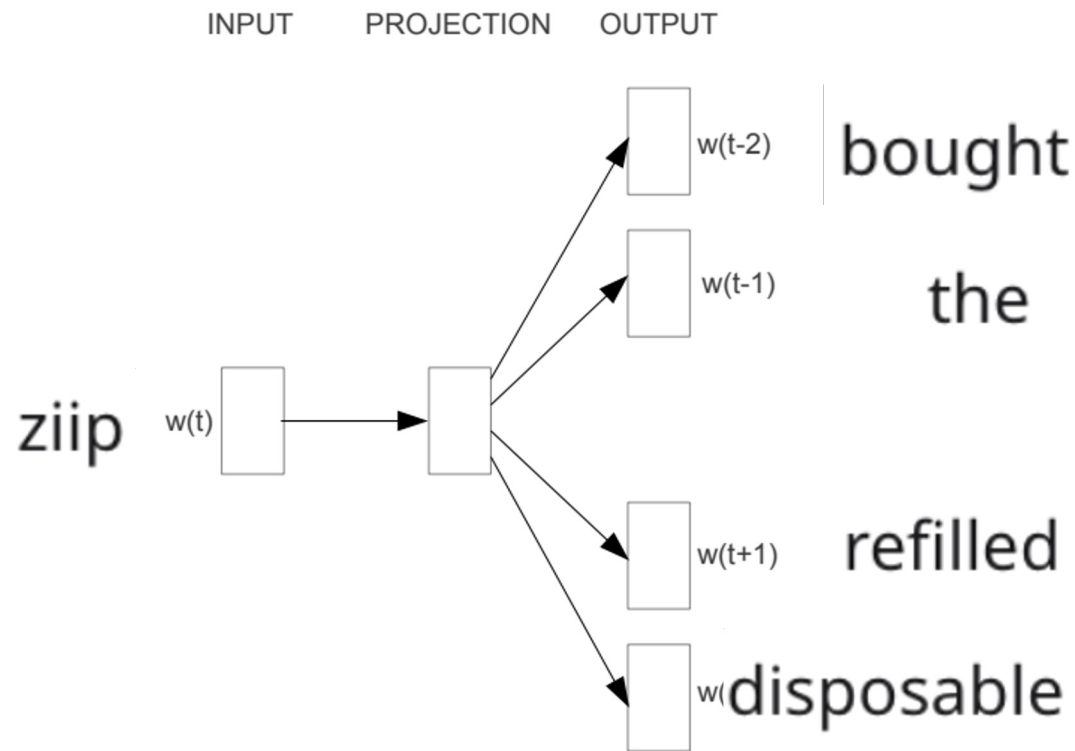 INPUT PROJECTION OUTPUT
w(t-2) bought
w(t-1) the
ziip w(t)
w(t+1) refilled
w( disposable